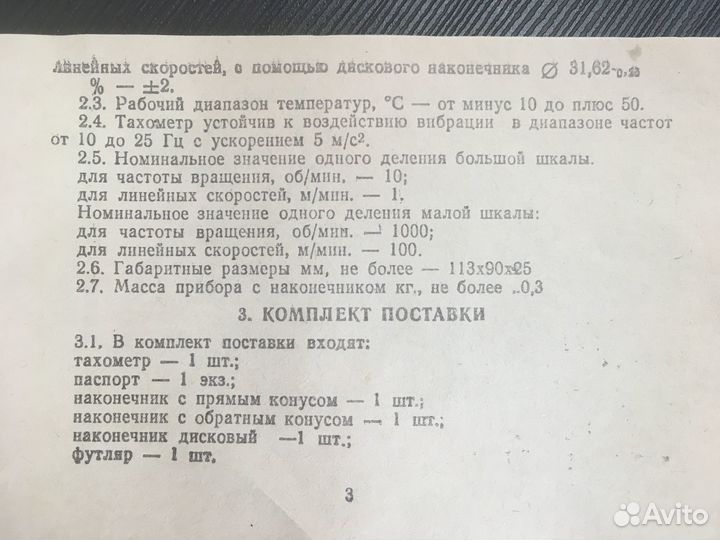 линейных скоростей, с помощью дискового наконечника ∅ 31,62
% — ±2.
2.3. Рабочий диапазон температур, °С — от минус 10 до плюс 50.
2.4. Тахометр устойчив к воздействию вибрации в диапазоне частот
от 10 до 25 Гц с ускорением 5 м/с².
2.5. Номинальное значение одного деления большой шкалы.
для частоты вращения, об/мин. — 10;
для линейных скоростей, м/мин. — 1.
Номинальное значение одного деления малой шкалы:
для частоты вращения, об/мин. — 1000;
для линейных скоростей, м/мин. — 100.
2.6. Габаритные размеры мм, не более — 113х90х25
2.7. Масса прибора с наконечником кг., не более ..0,3
3. КОМПЛЕКТ ПОСТАВКИ
3.1. В комплект поставки входят:
тахометр — 1 шт.;
паспорт — 1 экз.;
наконечник с прямым конусом — 1 шт.;
наконечник с обратным конусом — 1 шт.;
наконечник дисковый —1 шт.;
футляр — 1 шт.
3
Avito